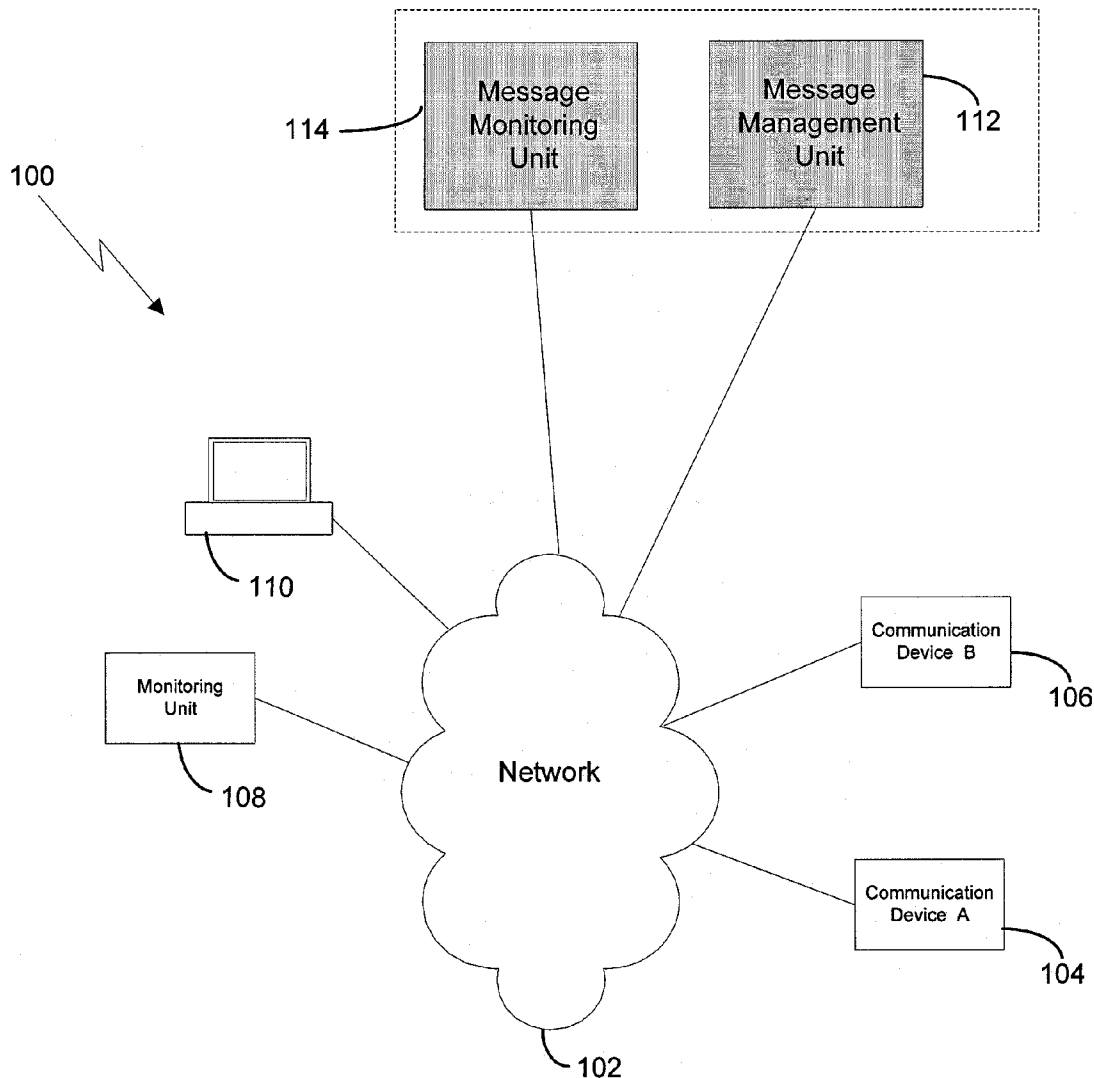 Message
Monitoring
Unit
114
Message
Management
Unit
112
100
110
Communication
Device B
106
Monitoring
Unit
108
Network
Communication
Device A
104
102